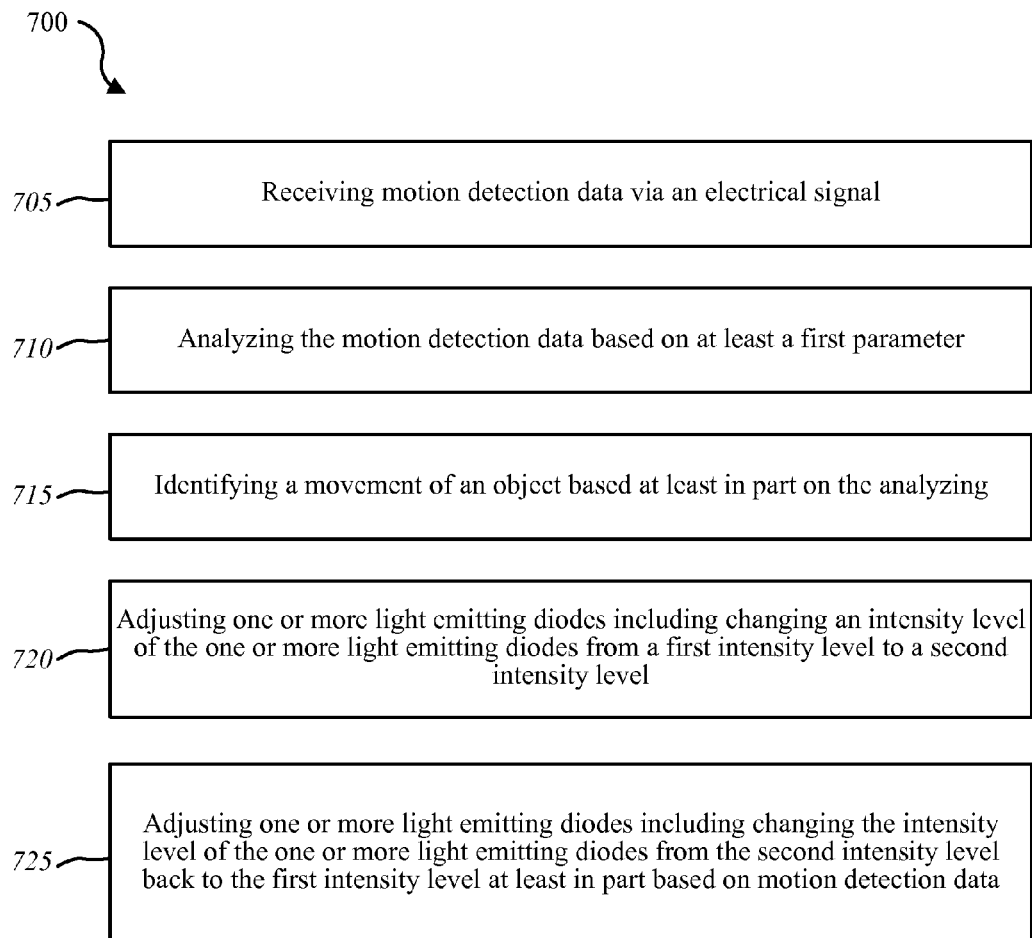 700
705
Receiving motion detection data via an electrical signal
710
Analyzing the motion detection data based on at least a first parameter
715
Identifying a movement of an object based at least in part on the analyzing
720
Adjusting one or more light emitting diodes including changing an intensity level
of the one or more light emitting diodes from a first intensity level to a second
intensity level
725
Adjusting one or more light emitting diodes including changing the intensity
level of the one or more light emitting diodes from the second intensity level
back to the first intensity level at least in part based on motion detection data